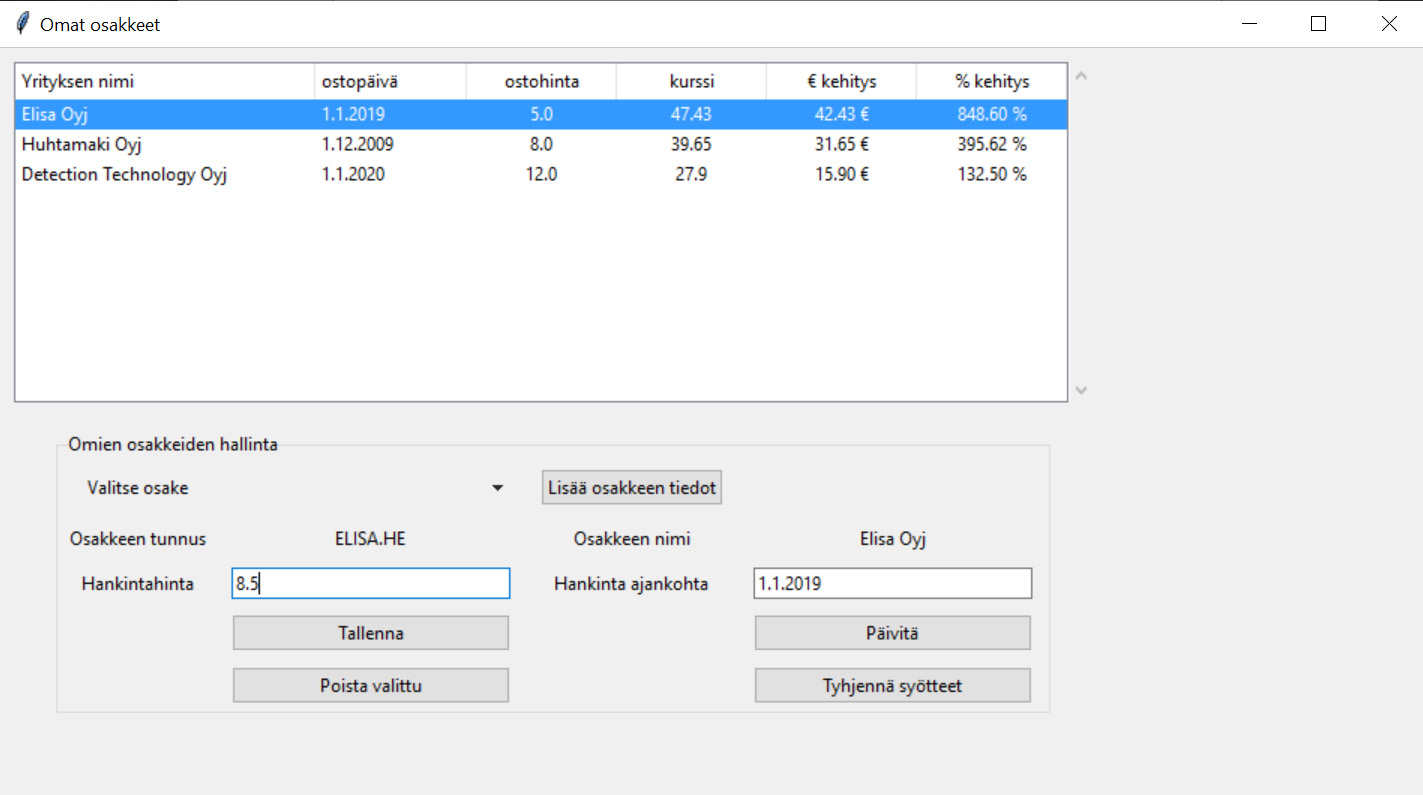 Omat osakkeet
Yrityksen nimi ostopäivä ostohinta kurssi € kehitys % kehitys
Elisa Oyj 1.1.2019 5.0 47.43 42.43 € 848.60 %
Huhtamaki Oyj 1.12.2009 8.0 39.65 31.65 € 395.62 %
Detection Technology Oyj 1.1.2020 12.0 27.9 15.90 € 132.50 %
Omien osakkeiden hallinta
Valitse osake Lisää osakkeen tiedot
Osakkeen tunnus ELISA.HE Osakkeen nimi Elisa Oyj
Hankintahinta 8.5 Hankinta ajankohta 1.1.2019
Tallenna Päivitä
Poista valittu Tyhjennä syötteet